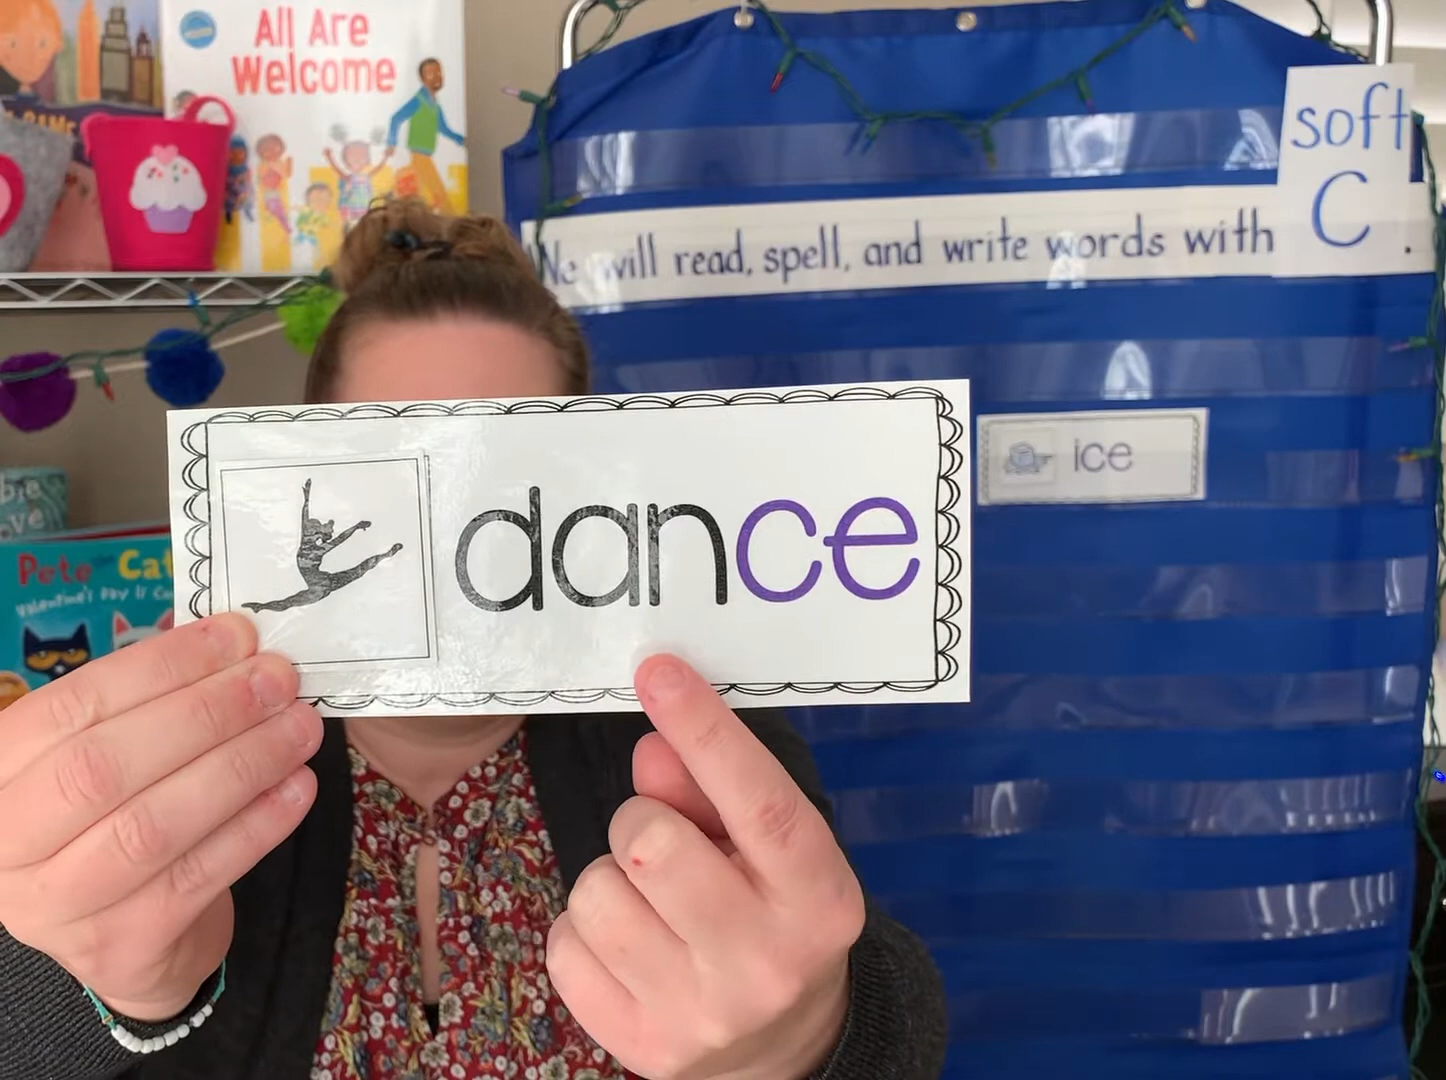 All Are
Welcome
soft
C
We will read, spell, and write words with .
ice
dance
Pete the Cat
Valentine's Day Is